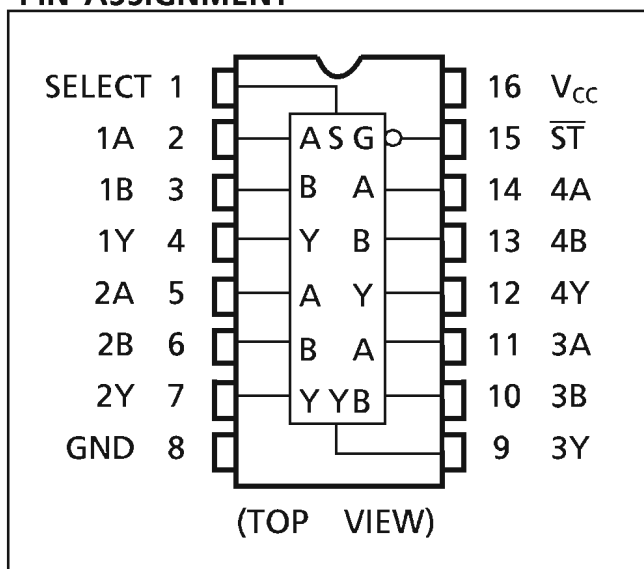 PIN ASSIGNMENT
SELECT 1 16 VCC
1A 2 A S G 15 S̅T̅
1B 3 B A 14 4A
1Y 4 Y B 13 4B
2A 5 A Y 12 4Y
2B 6 B A 11 3A
2Y 7 Y Y B 10 3B
GND 8 9 3Y
(TOP VIEW)